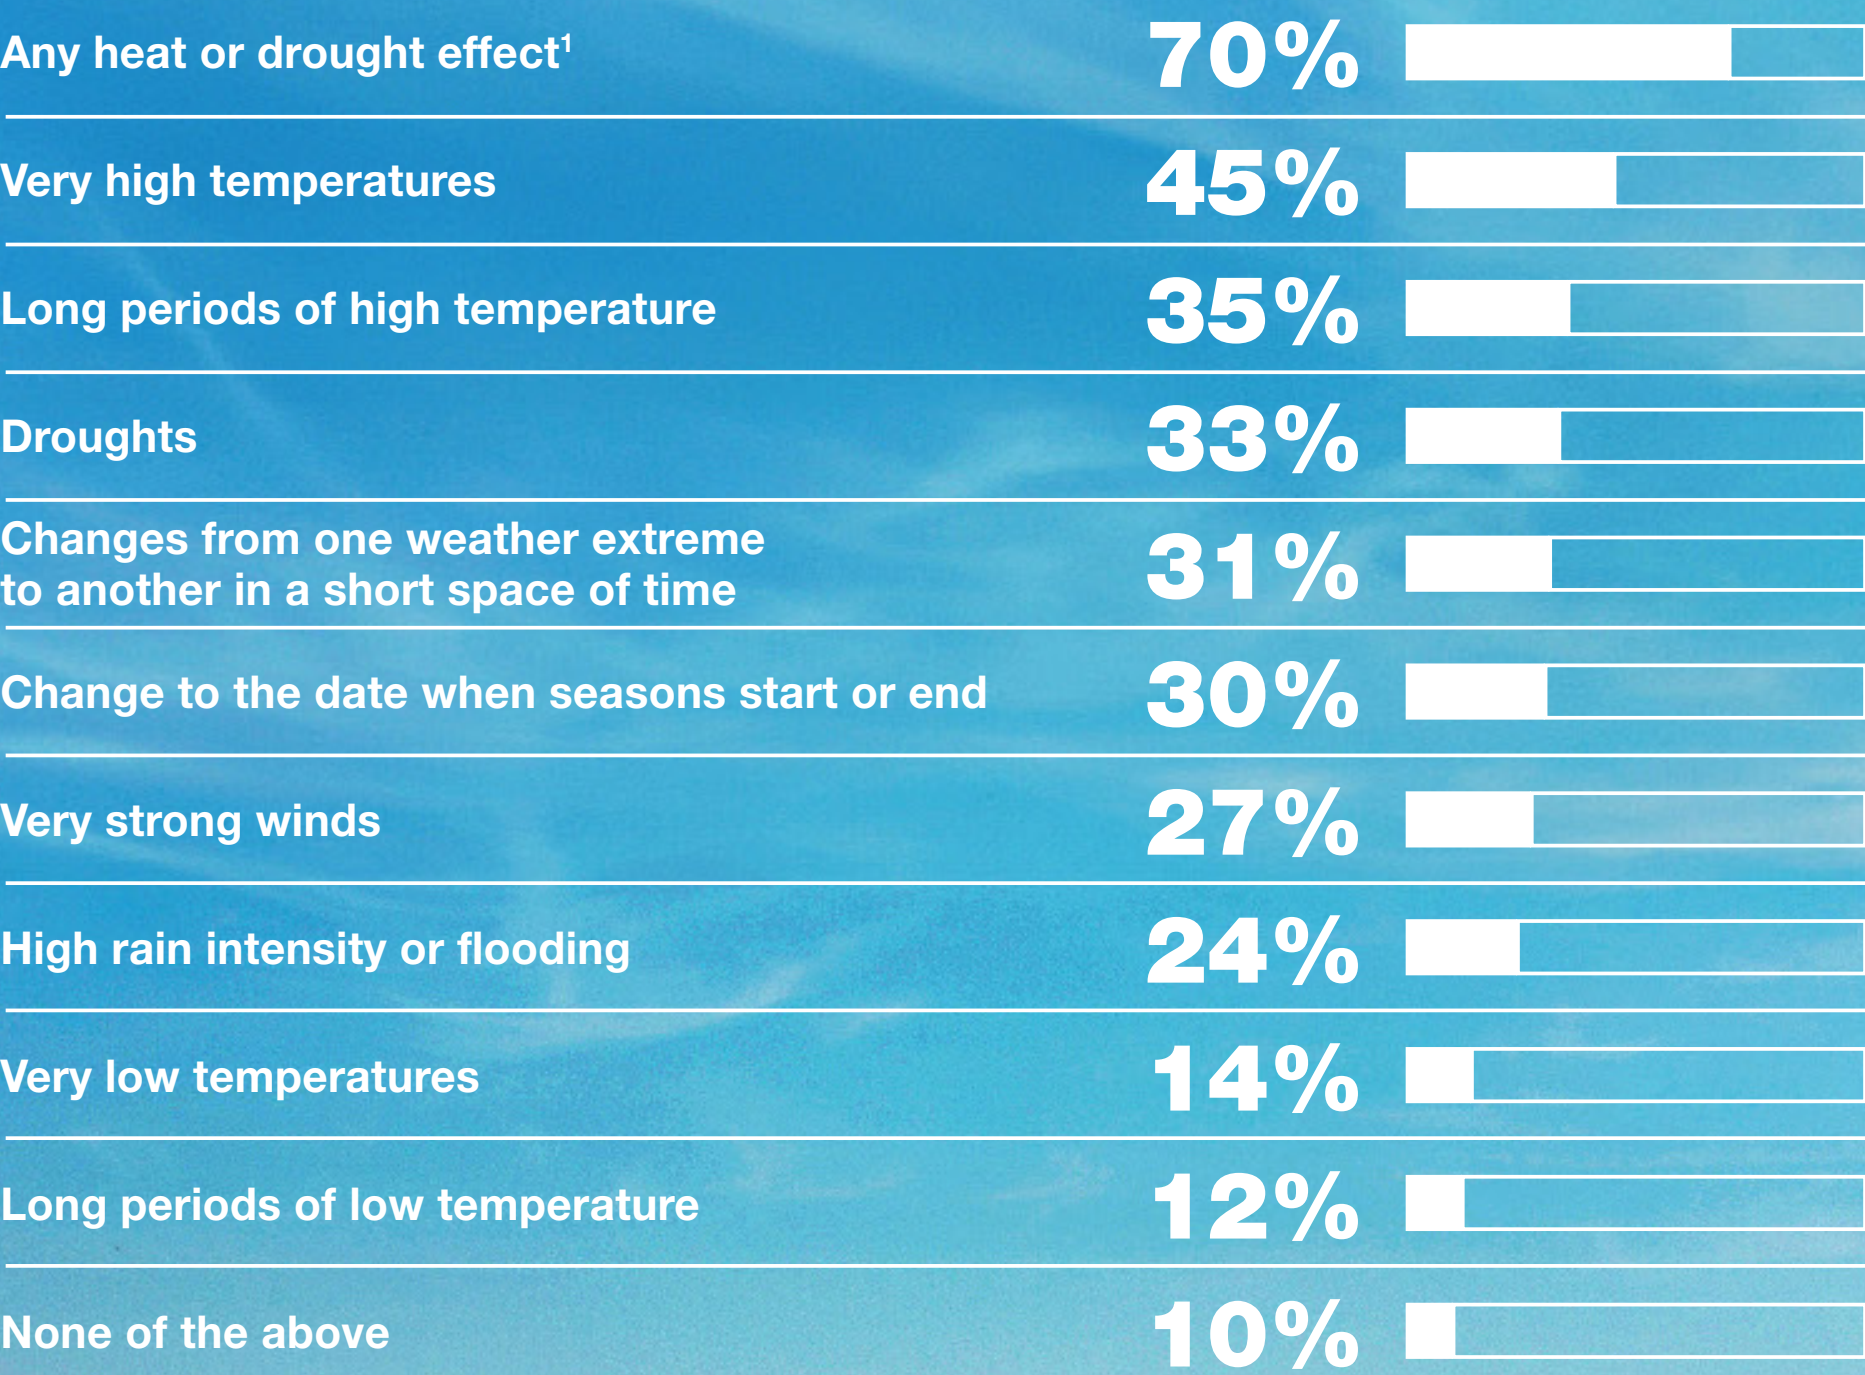 Any heat or drought effect¹ 70%
Very high temperatures 45%
Long periods of high temperature 35%
Droughts 33%
Changes from one weather extreme
to another in a short space of time 31%
Change to the date when seasons start or end 30%
Very strong winds 27%
High rain intensity or flooding 24%
Very low temperatures 14%
Long periods of low temperature 12%
None of the above 10%